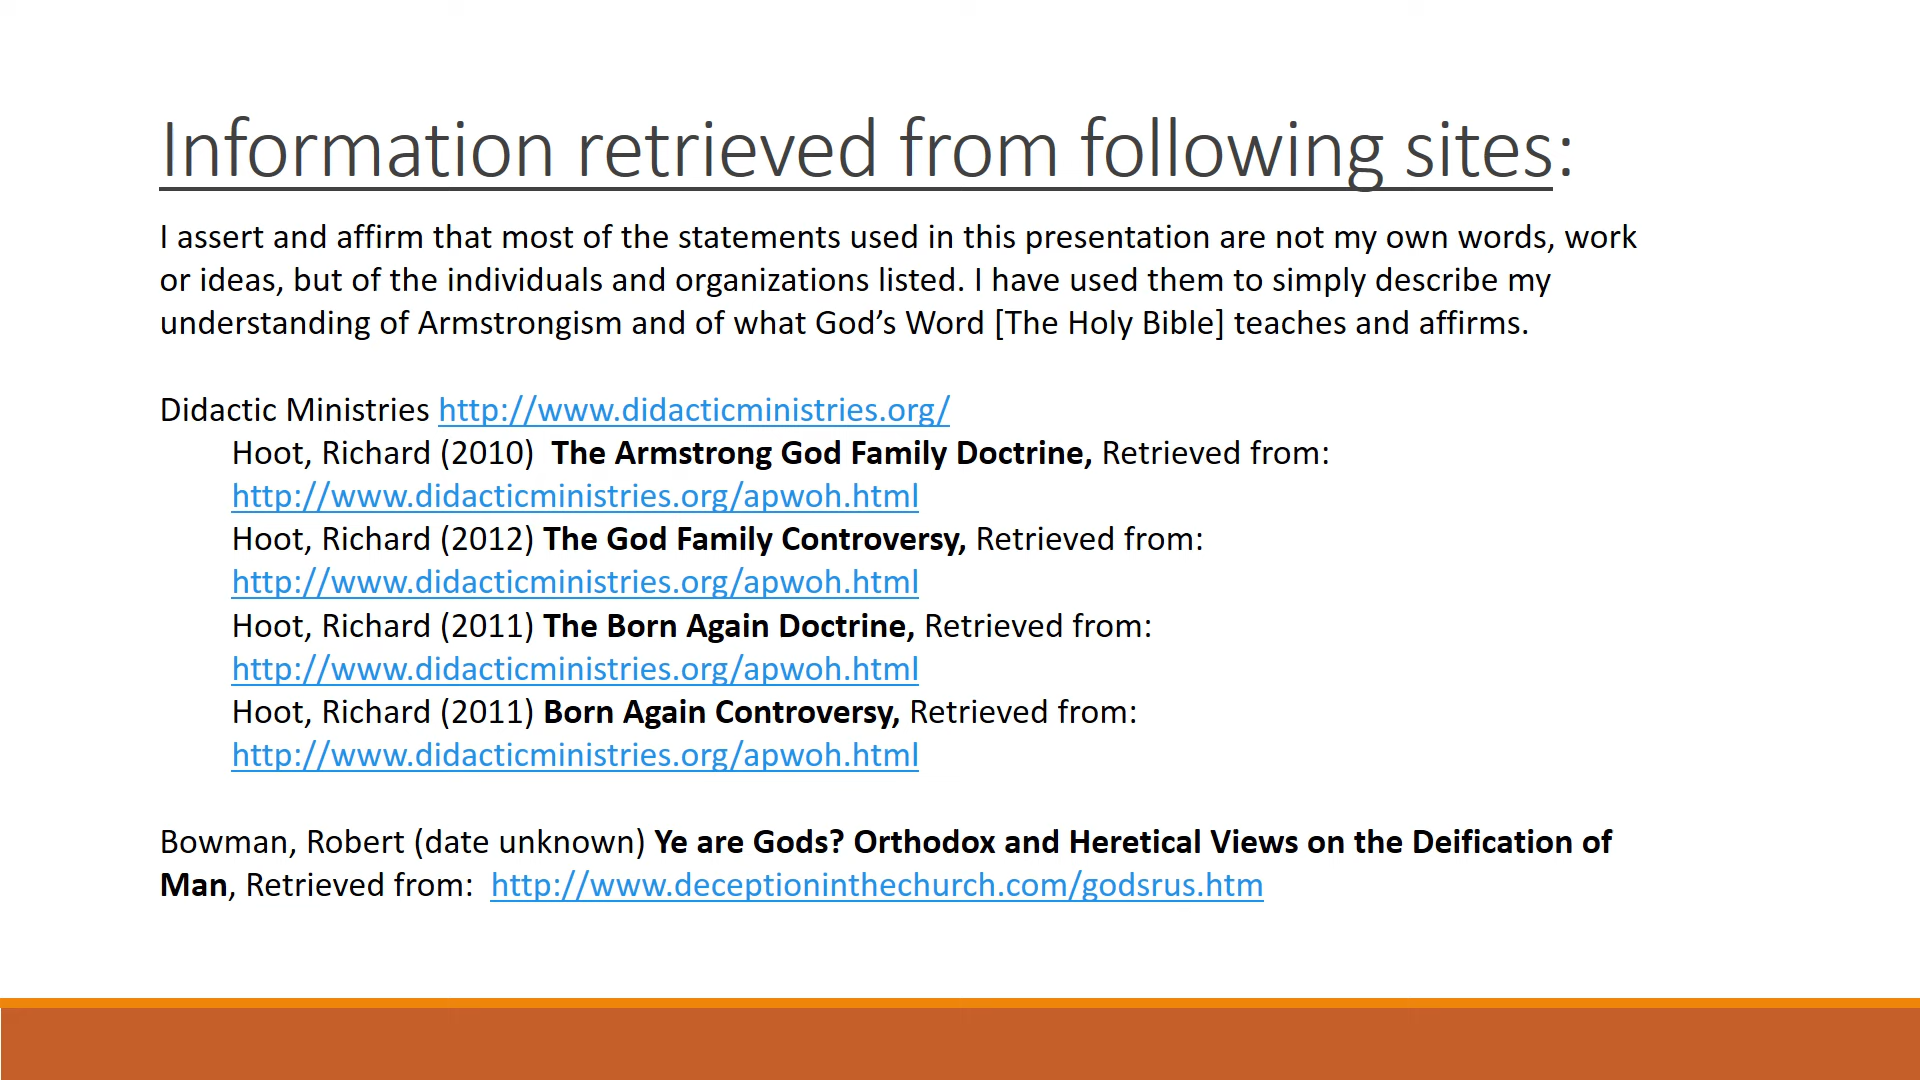 Information retrieved from following sites:
I assert and affirm that most of the statements used in this presentation are not my own words, work
or ideas, but of the individuals and organizations listed. I have used them to simply describe my
understanding of Armstrongism and of what God’s Word [The Holy Bible] teaches and affirms.
Didactic Ministries http://www.didacticministries.org/
Hoot, Richard (2010)  The Armstrong God Family Doctrine, Retrieved from:
http://www.didacticministries.org/apwoh.html
Hoot, Richard (2012) The God Family Controversy, Retrieved from:
http://www.didacticministries.org/apwoh.html
Hoot, Richard (2011) The Born Again Doctrine, Retrieved from:
http://www.didacticministries.org/apwoh.html
Hoot, Richard (2011) Born Again Controversy, Retrieved from:
http://www.didacticministries.org/apwoh.html
Bowman, Robert (date unknown) Ye are Gods? Orthodox and Heretical Views on the Deification of
Man, Retrieved from:  http://www.deceptioninthechurch.com/godsrus.htm